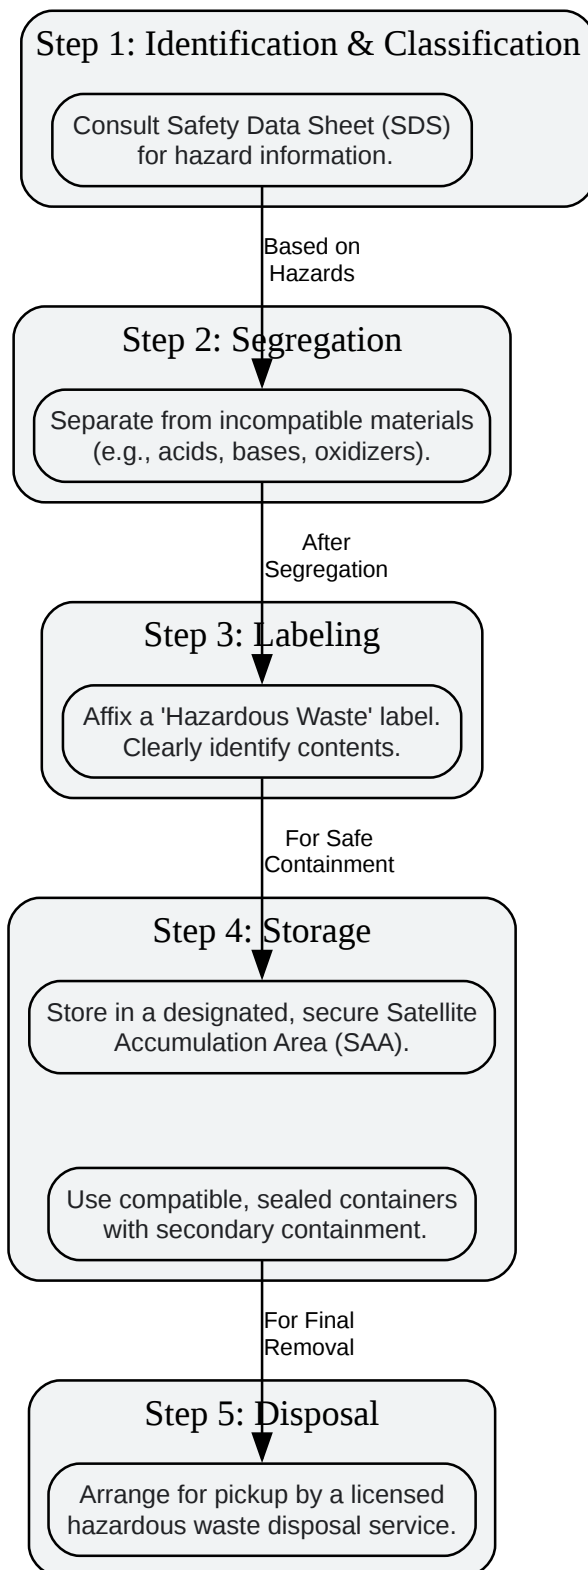 Step 1: Identification & Classification
Consult Safety Data Sheet (SDS)
for hazard information.
Based on
Hazards
Step 2: Segregation
Separate from incompatible materials
(e.g., acids, bases, oxidizers).
After
Segregation
Step 3: Labeling
Affix a 'Hazardous Waste' label.
Clearly identify contents.
For Safe
Containment
Step 4: Storage
Store in a designated, secure Satellite
Accumulation Area (SAA).
Use compatible, sealed containers
with secondary containment.
For Final
Removal
Step 5: Disposal
Arrange for pickup by a licensed
hazardous waste disposal service.